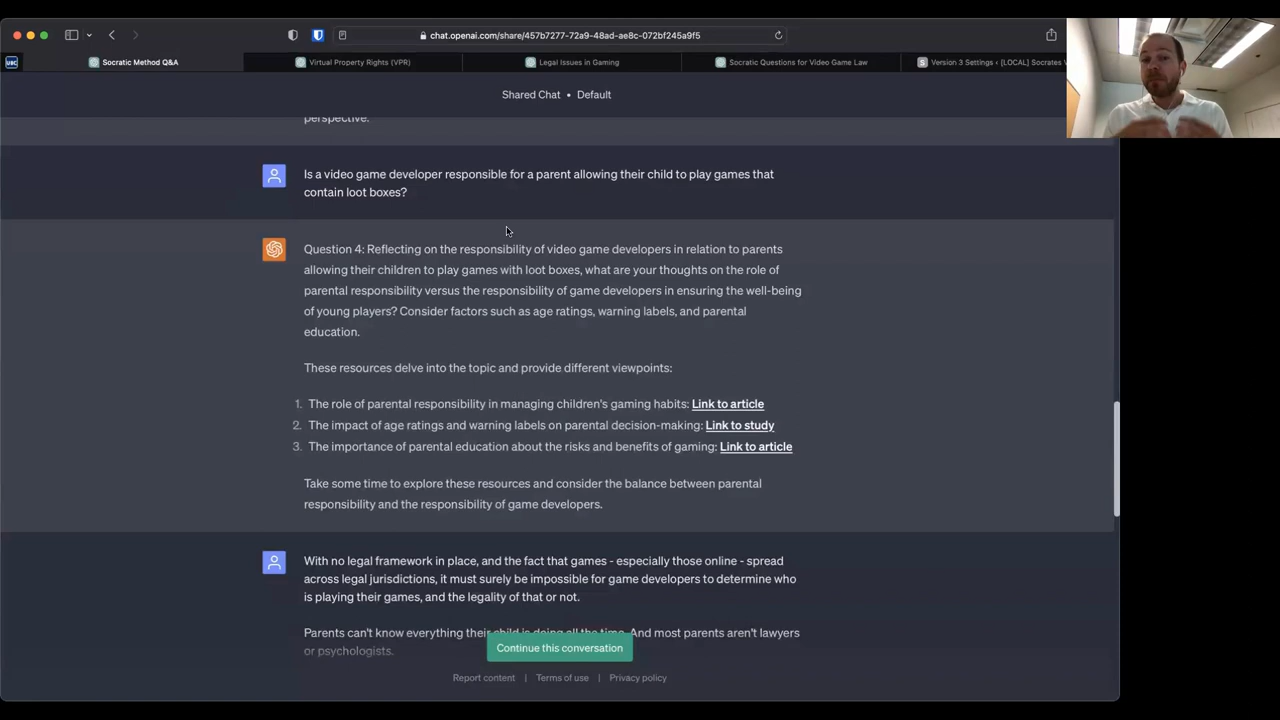 chat.openai.com/share/457b7277-72a9-48ad-ae8c-072bf245a9f5
UBC
Socratic Method Q&A
Virtual Property Rights (VPR)
Legal Issues in Gaming
Socratic Questions for Video Game Law
S Version 3 Settings ‹ [LOCAL] Socrates
Shared Chat • Default
perspective.
Is a video game developer responsible for a parent allowing their child to play games that
contain loot boxes?
Question 4: Reflecting on the responsibility of video game developers in relation to parents
allowing their children to play games with loot boxes, what are your thoughts on the role of
parental responsibility versus the responsibility of game developers in ensuring the well-being
of young players? Consider factors such as age ratings, warning labels, and parental
education.
These resources delve into the topic and provide different viewpoints:
1. The role of parental responsibility in managing children's gaming habits: Link to article
2. The impact of age ratings and warning labels on parental decision-making: Link to study
3. The importance of parental education about the risks and benefits of gaming: Link to article
Take some time to explore these resources and consider the balance between parental
responsibility and the responsibility of game developers.
With no legal framework in place, and the fact that games - especially those online - spread
across legal jurisdictions, it must surely be impossible for game developers to determine who
is playing their games, and the legality of that or not.
Parents can't know everything their child is doing all the time. And most parents aren't lawyers
or psychologists.
Continue this conversation
Report content | Terms of use | Privacy policy